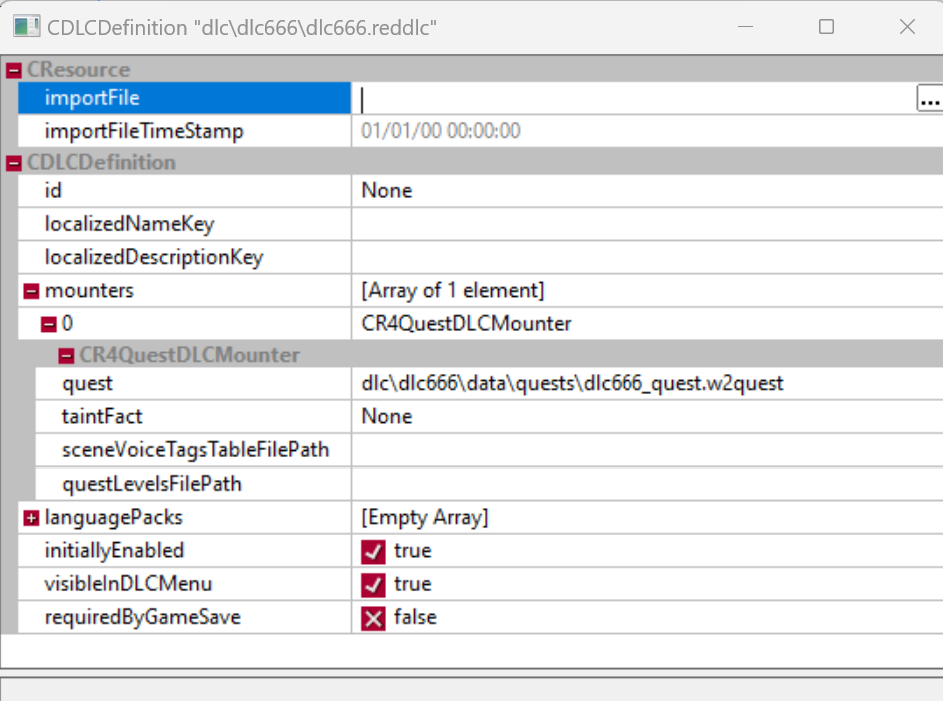 CDLCDefinition "dlc\dlc666\dlc666.reddlc"
CResource
importFile ...
importFileTimeStamp 01/01/00 00:00:00
CDLCDefinition
id None
localizedNameKey
localizedDescriptionKey
mounters [Array of 1 element]
0 CR4QuestDLCMounter
CR4QuestDLCMounter
quest dlc\dlc666\data\quests\dlc666_quest.w2quest
taintFact None
sceneVoiceTagsTableFilePath
questLevelsFilePath
languagePacks [Empty Array]
initiallyEnabled true
visibleInDLCMenu true
requiredByGameSave false